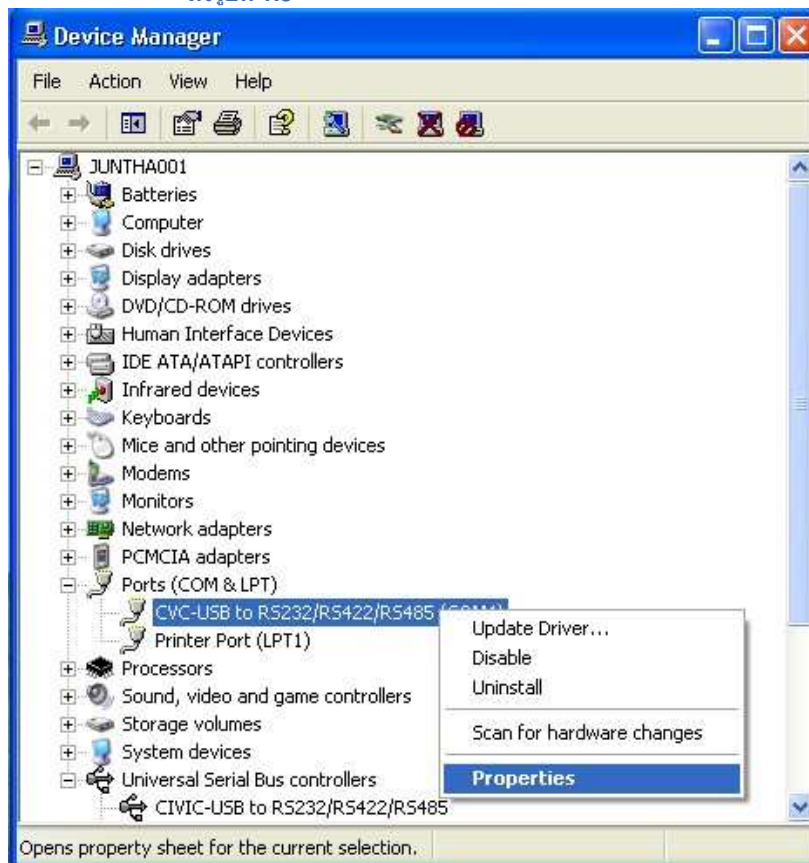 Device Manager
File Action View Help
JUNTHA001
Batteries
Computer
Disk drives
Display adapters
DVD/CD-ROM drives
Human Interface Devices
IDE ATA/ATAPI controllers
Infrared devices
Keyboards
Mice and other pointing devices
Modems
Monitors
Network adapters
PCMCIA adapters
Ports (COM & LPT)
CVC-USB to RS232/RS422/RS485
Printer Port (LPT1)
Processors
Sound, video and game controllers
Storage volumes
System devices
Universal Serial Bus controllers
CIVIC-USB to RS232/RS422/RS485
Update Driver...
Disable
Uninstall
Scan for hardware changes
Properties
Opens property sheet for the current selection.